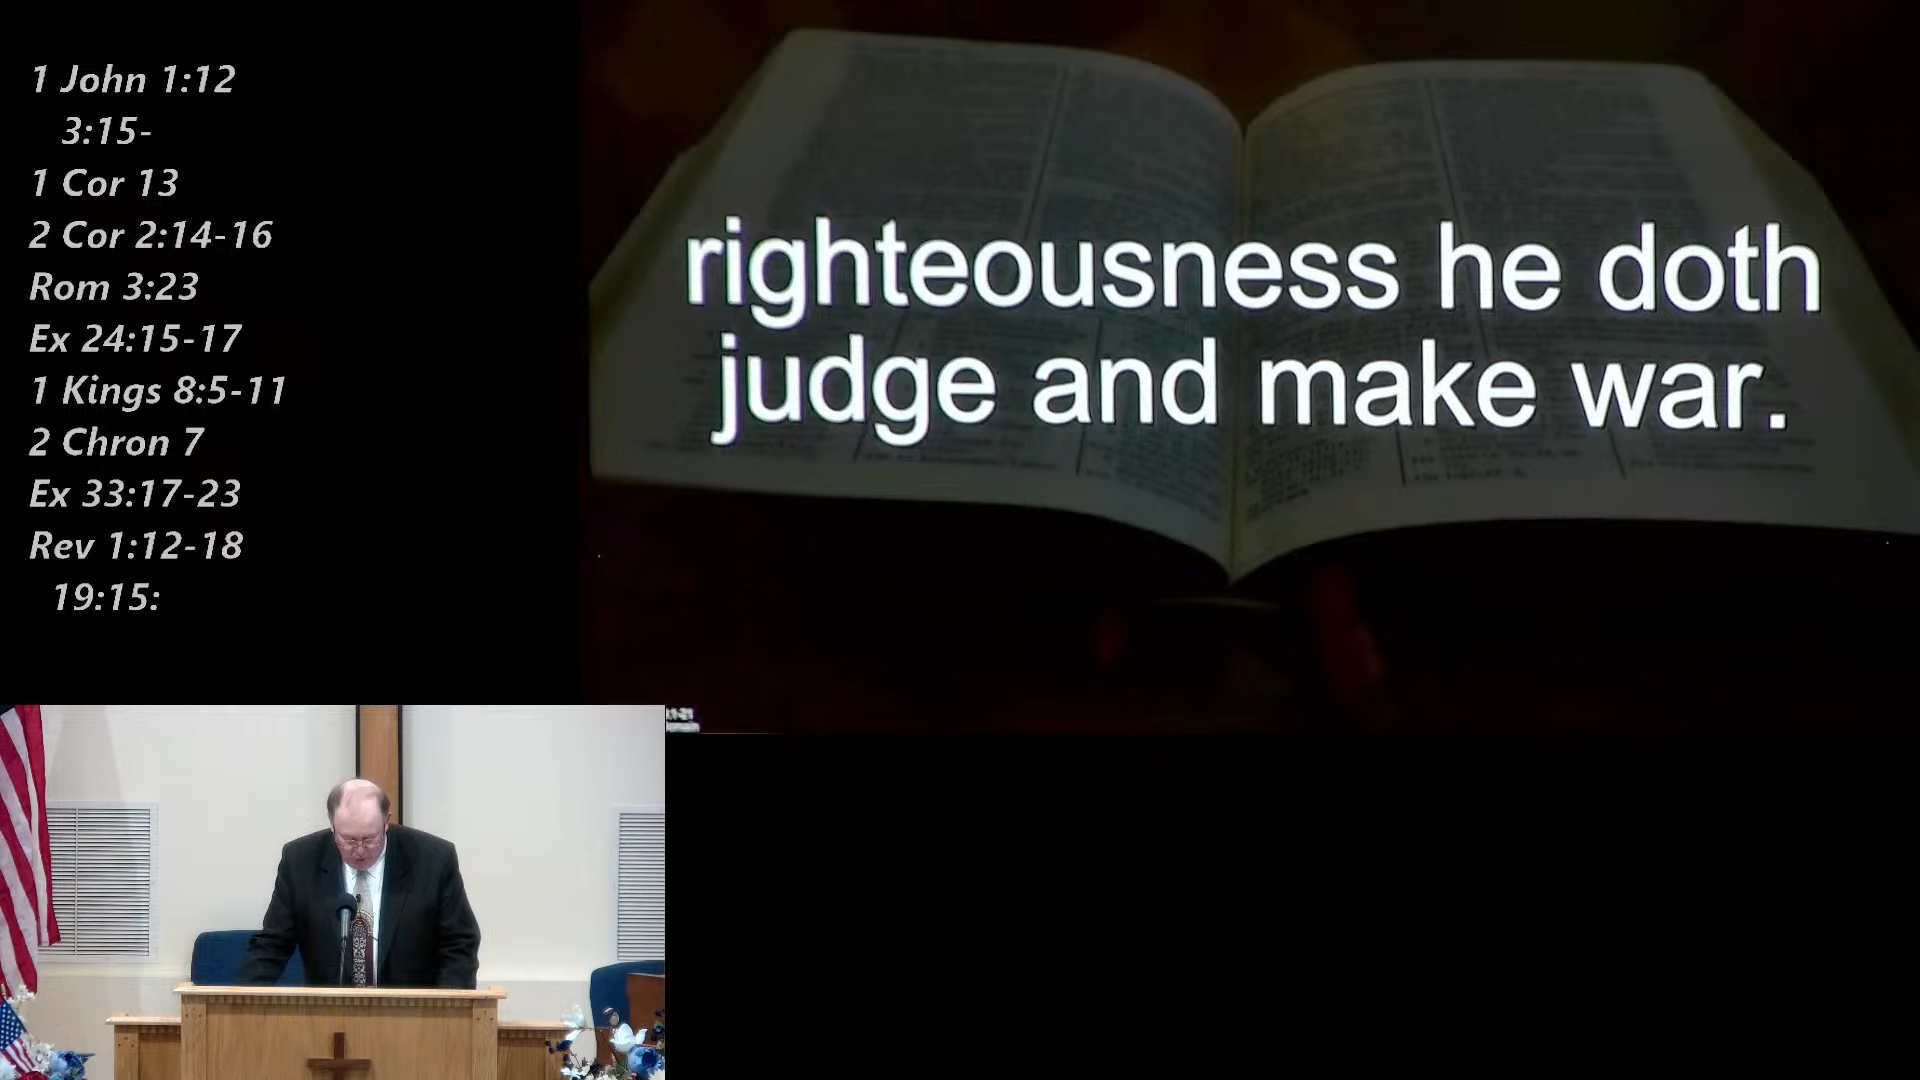 1 John 1:12
3:15-
1 Cor 13
2 Cor 2:14-16
Rom 3:23
Ex 24:15-17
1 Kings 8:5-11
2 Chron 7
Ex 33:17-23
Rev 1:12-18
19:15:
righteousness he doth
judge and make war.